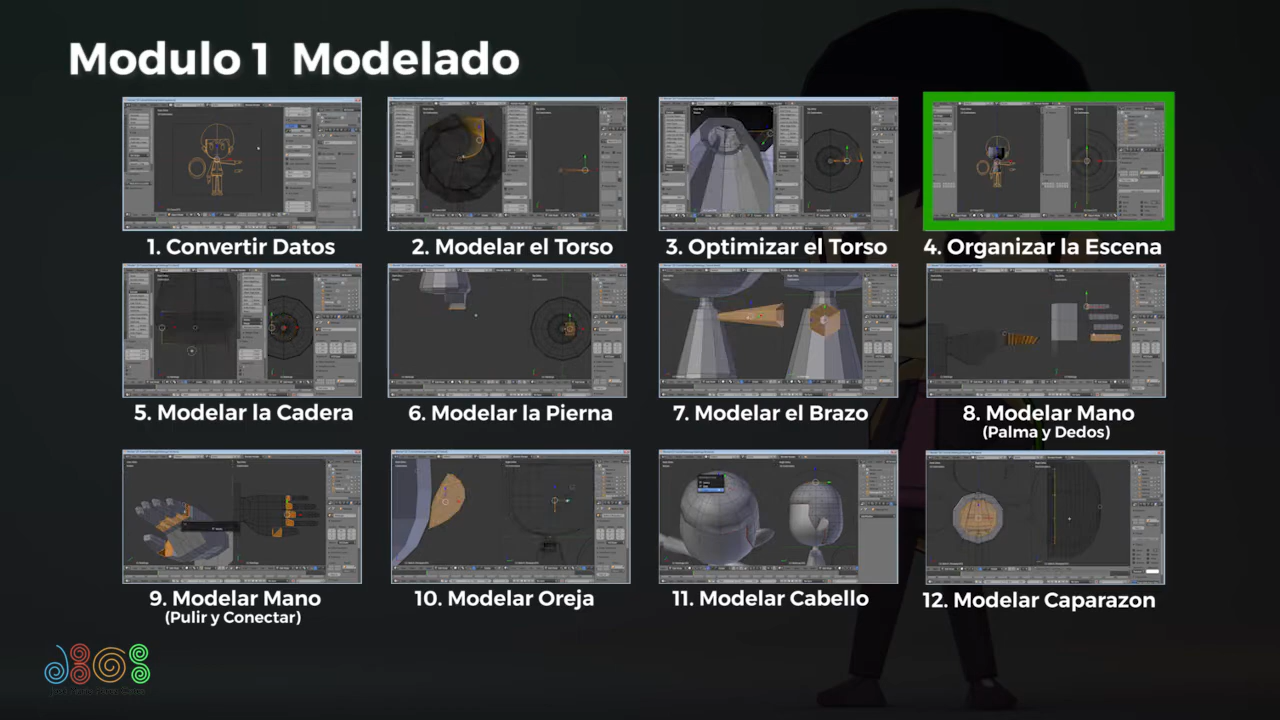 Modulo 1 Modelado
1. Convertir Datos
2. Modelar el Torso
3. Optimizar el Torso
4. Organizar la Escena
5. Modelar la Cadera
6. Modelar la Pierna
7. Modelar el Brazo
8. Modelar Mano
(Palma y Dedos)
9. Modelar Mano
(Pulir y Conectar)
10. Modelar Oreja
11. Modelar Cabello
12. Modelar Caparazon